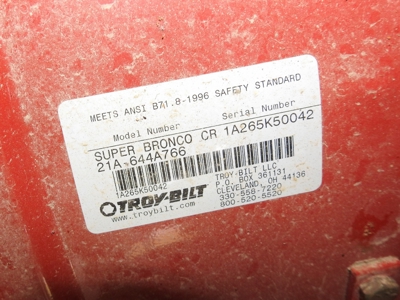 MEETS ANSI B71.8-1996 SAFETY STANDARD
Model Number Serial Number
SUPER BRONCO CR 1A265K50042
21A-644A766
1A265K50042
TROY-BILT
www.troybilt.com
TROY-BILT LLC
P.O. BOX 361131
CLEVELAND, OH 44136
330-558-7220
800-520-5520